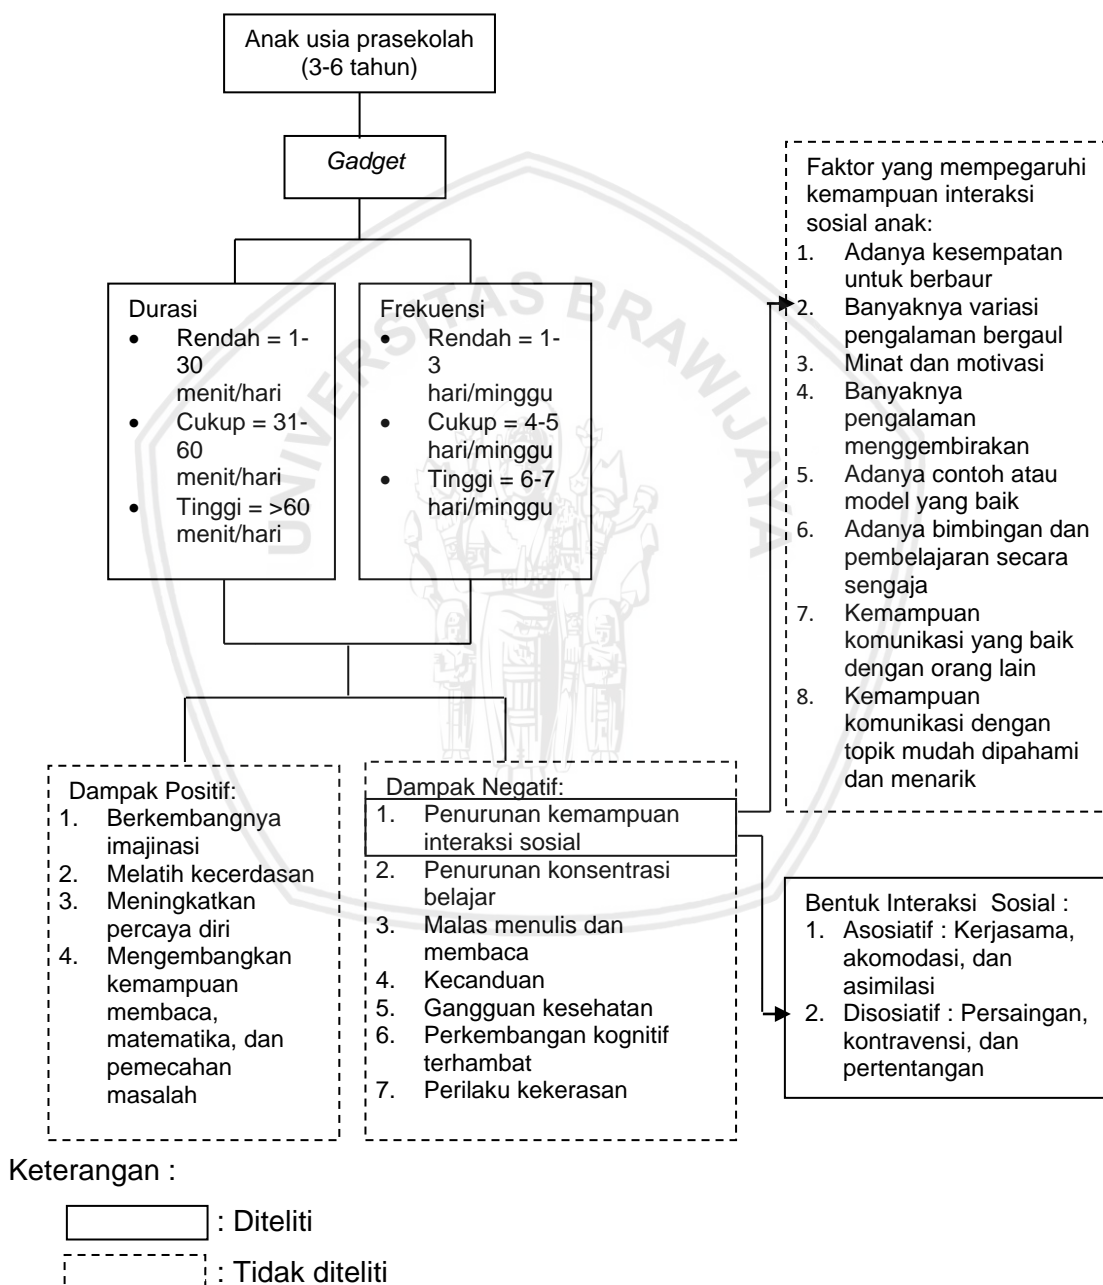 Anak usia prasekolah
(3-6 tahun)
Gadget
Durasi
• Rendah = 1-
30
menit/hari
• Cukup = 31-
60
menit/hari
• Tinggi = >60
menit/hari
Frekuensi
• Rendah = 1-
3
hari/minggu
• Cukup = 4-5
hari/minggu
• Tinggi = 6-7
hari/minggu
Faktor yang mempegaruhi
kemampuan interaksi
sosial anak:
1. Adanya kesempatan
untuk berbaur
2. Banyaknya variasi
pengalaman bergaul
3. Minat dan motivasi
4. Banyaknya
pengalaman
menggembirakan
5. Adanya contoh atau
model yang baik
6. Adanya bimbingan dan
pembelajaran secara
sengaja
7. Kemampuan
komunikasi yang baik
dengan orang lain
8. Kemampuan
komunikasi dengan
topik mudah dipahami
dan menarik
Dampak Positif:
1. Berkembangnya
imajinasi
2. Melatih kecerdasan
3. Meningkatkan
percaya diri
4. Mengembangkan
kemampuan
membaca,
matematika, dan
pemecahan
masalah
Dampak Negatif:
1. Penurunan kemampuan
interaksi sosial
2. Penurunan konsentrasi
belajar
3. Malas menulis dan
membaca
4. Kecanduan
5. Gangguan kesehatan
6. Perkembangan kognitif
terhambat
7. Perilaku kekerasan
Bentuk Interaksi Sosial :
1. Asosiatif : Kerjasama,
akomodasi, dan
asimilasi
2. Disosiatif : Persaingan,
kontravensi, dan
pertentangan
Keterangan :
: Diteliti
: Tidak diteliti
UNIVERSITAS BRAWIJAYA